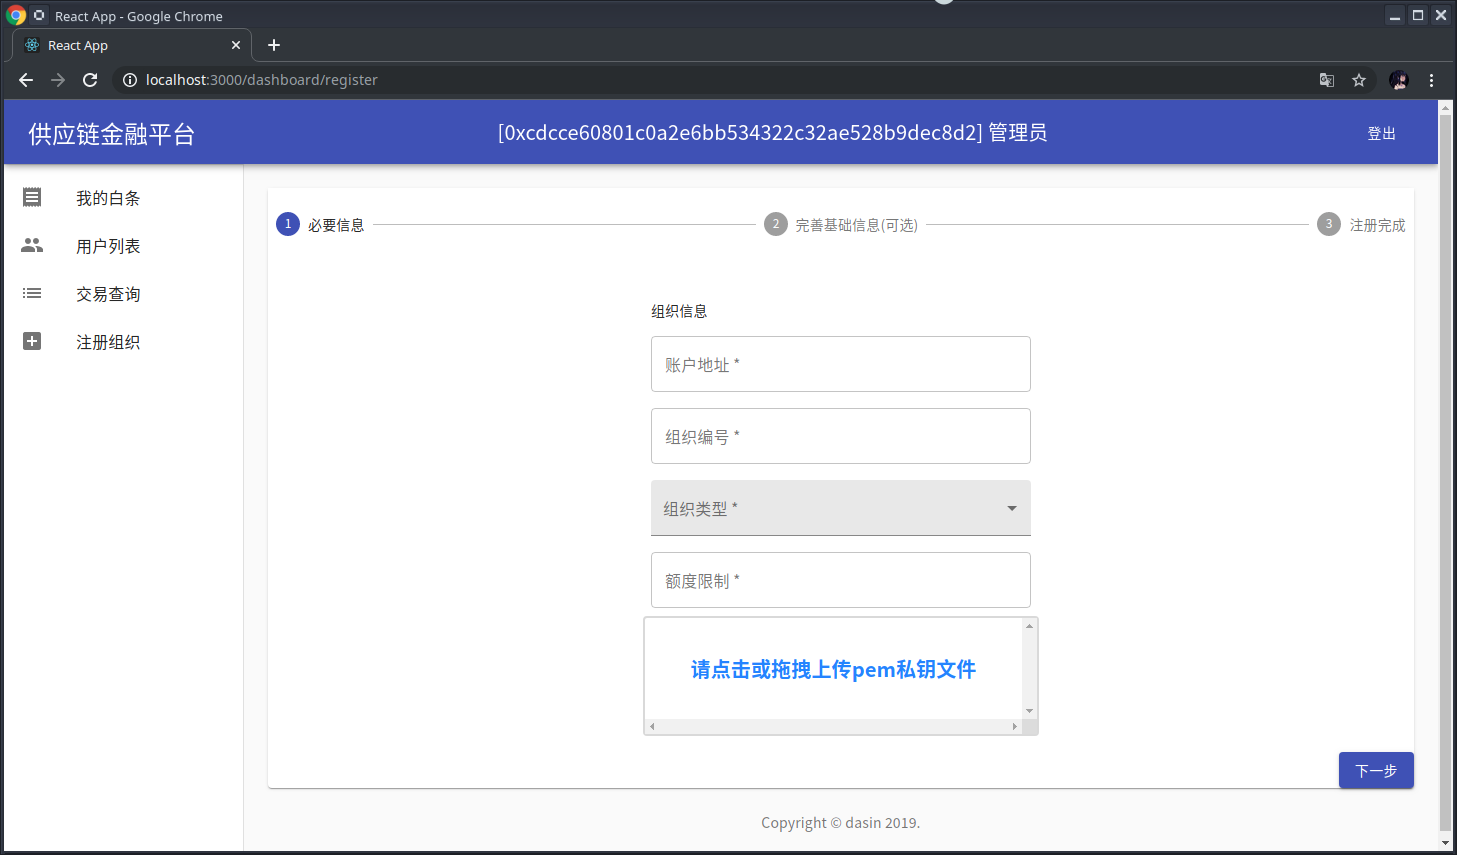 React App - Google Chrome
React App
localhost:3000/dashboard/register
供应链金融平台
[0xcdcce60801c0a2e6bb534322c32ae528b9dec8d2] 管理员
登出
我的白条
用户列表
交易查询
注册组织
1 必要信息
2 完善基础信息(可选)
3 注册完成
组织信息
账户地址 *
组织编号 *
组织类型 *
额度限制 *
请点击或拖拽上传pem私钥文件
下一步
Copyright © dasin 2019.